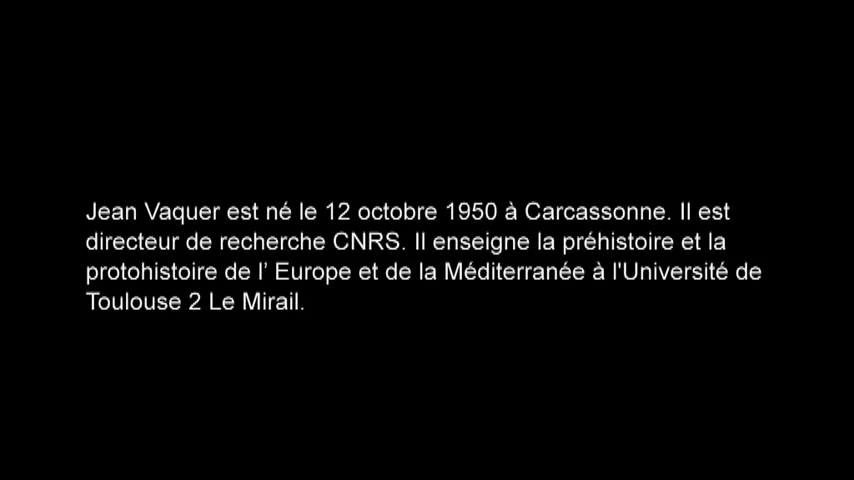 Jean Vaquer est né le 12 octobre 1950 à Carcassonne. Il est
directeur de recherche CNRS. Il enseigne la préhistoire et la
protohistoire de l’ Europe et de la Méditerranée à l'Université de
Toulouse 2 Le Mirail.